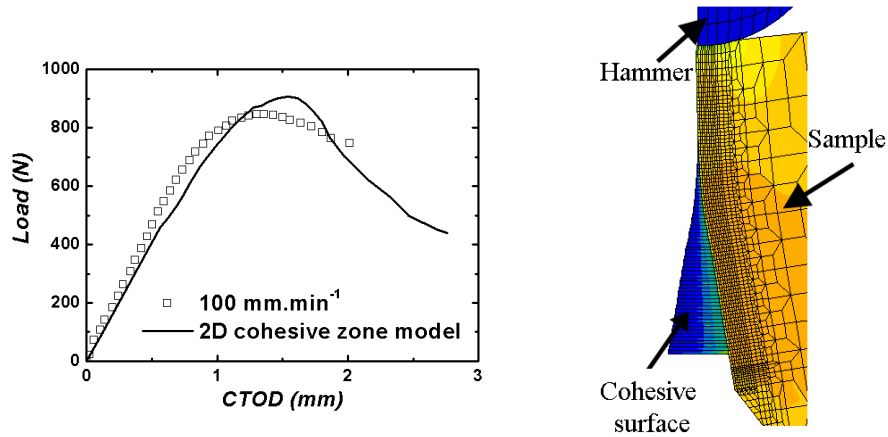 1000
800
600
400
200
0
Load (N)
100 mm.min⁻¹
2D cohesive zone model
0 1 2 3
CTOD (mm)
Hammer
Sample
Cohesive
surface